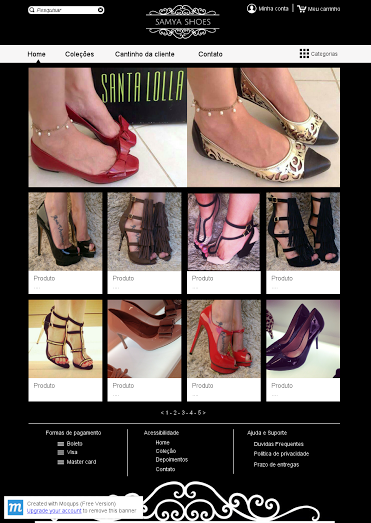 Pesquisar
SAMYA SHOES
Minha conta | Meu carrinho
Home Coleções Cantinho da cliente Contato Categorias
SANTA LOLLA
Produto Produto Produto Produto
Produto Produto Produto Produto
< 1 - 2 - 3 - 4 - 5 >
Formas de pagamento
Boleto
Visa
Master card
Acessibilidade
Home
Coleção
Depoimentos
Contato
Ajuda e Suporte
Duvidas Frequentes
Politica de privacidade
Prazo de entregas
m
Created with Mockups (Free Version)
Upgrade your account to remove this banner